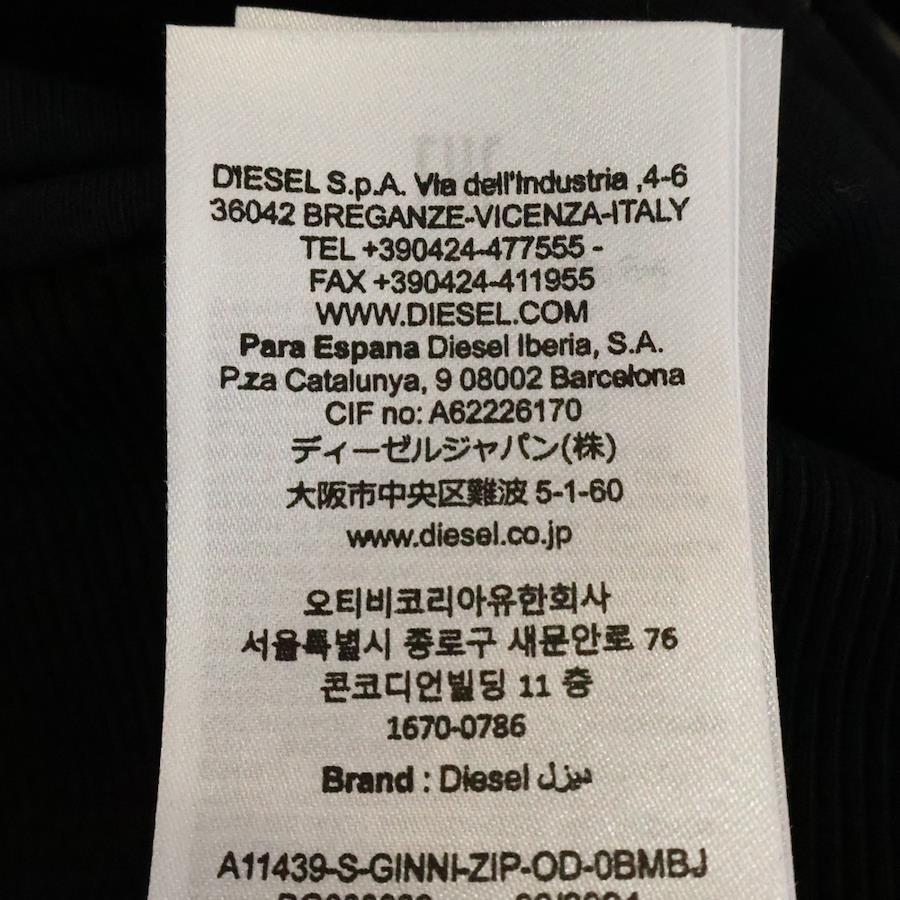 DIESEL S.p.A. Via dell'Industria ,4-6
36042 BREGANZE-VICENZA-ITALY
TEL +390424-477555 -
FAX +390424-411955
WWW.DIESEL.COM
Para Espana Diesel Iberia, S.A.
P.za Catalunya, 9 08002 Barcelona
CIF no: A62226170
ディーゼルジャパン(株)
大阪市中央区難波 5-1-60
www.diesel.co.jp
오티비코리아유한회사
서울특별시 종로구 새문안로 76
콘코디언빌딩 11 층
1670-0786
Brand : Diesel ديزل
A11439-S-GINNI-ZIP-OD-0BMBJ